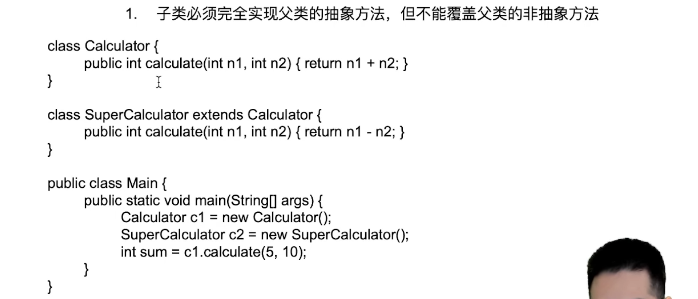 1. 子类必须完全实现父类的抽象方法，但不能覆盖父类的非抽象方法
class Calculator {
public int calculate(int n1, int n2) { return n1 + n2; }
}
class SuperCalculator extends Calculator {
public int calculate(int n1, int n2) { return n1 - n2; }
}
public class Main {
public static void main(String[] args) {
Calculator c1 = new Calculator();
SuperCalculator c2 = new SuperCalculator();
int sum = c1.calculate(5, 10);
}
}